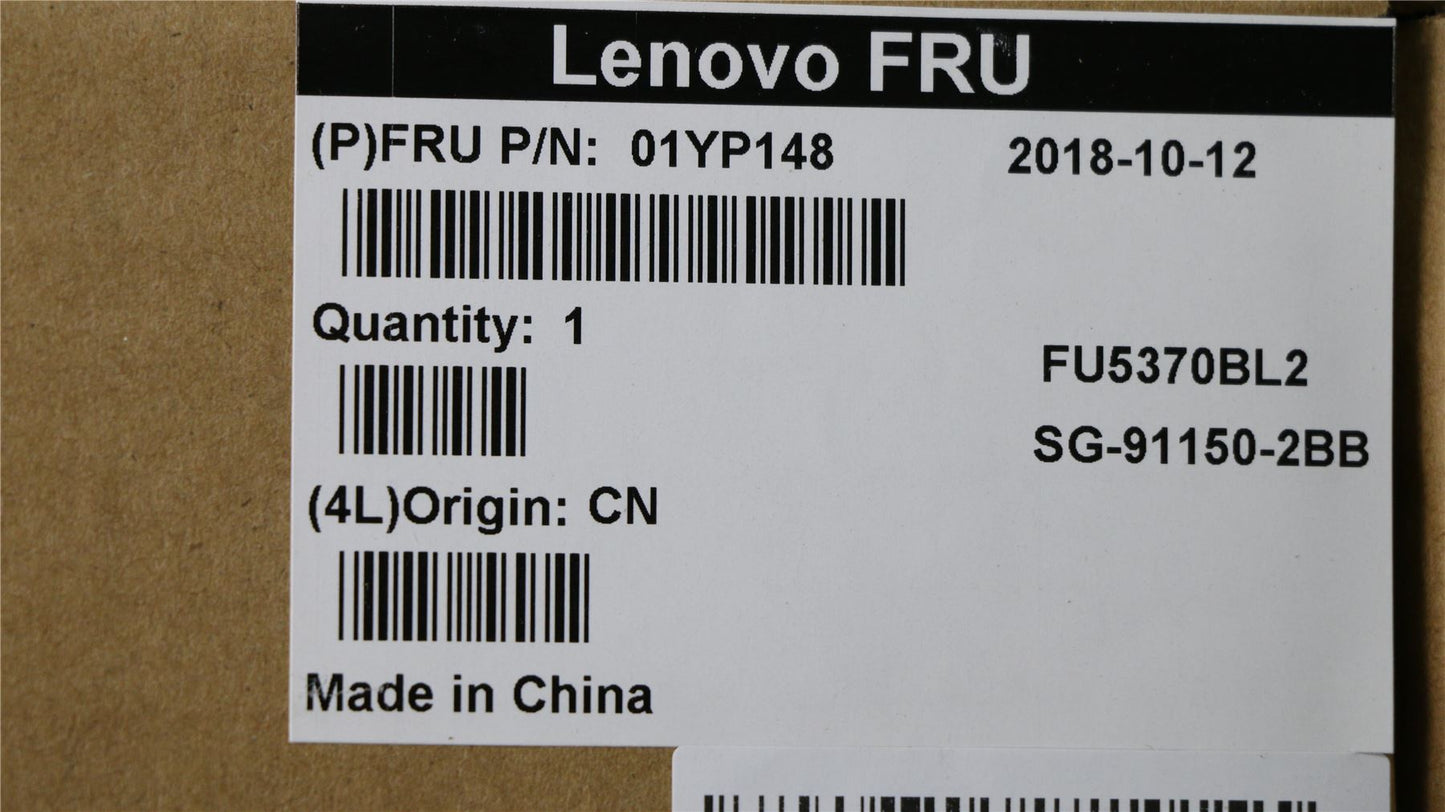 Lenovo FRU
(P)FRU P/N: 01YP148 2018-10-12
Quantity: 1
FU5370BL2
SG-91150-2BB
(4L)Origin: CN
Made in China